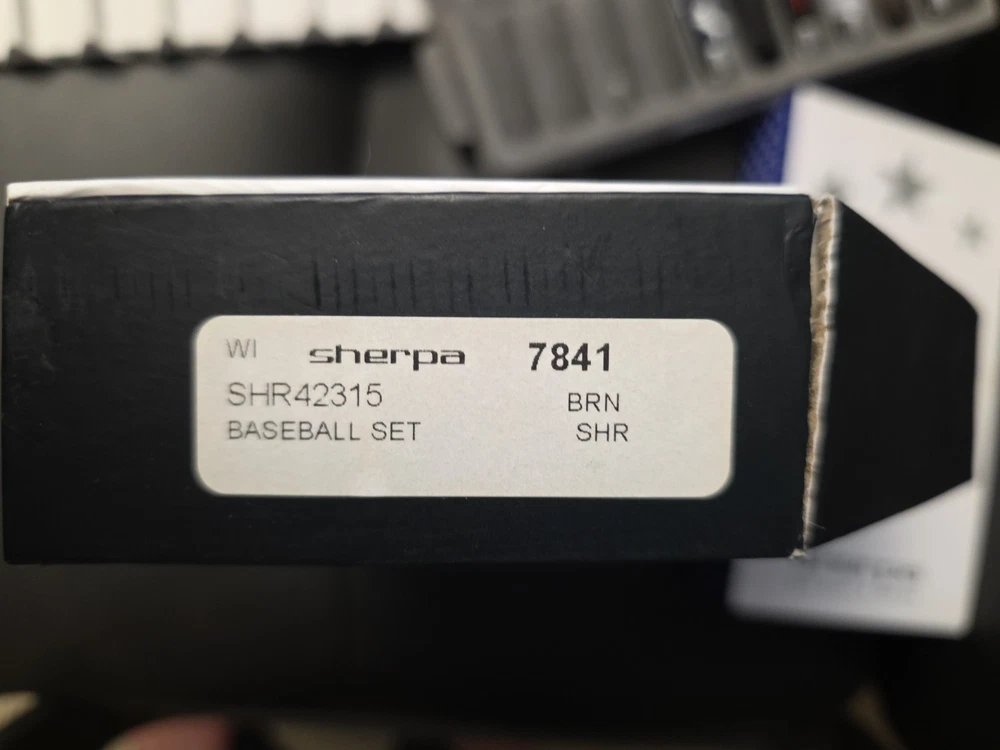 WI sherpa 7841
SHR42315 BRN
BASEBALL SET SHR